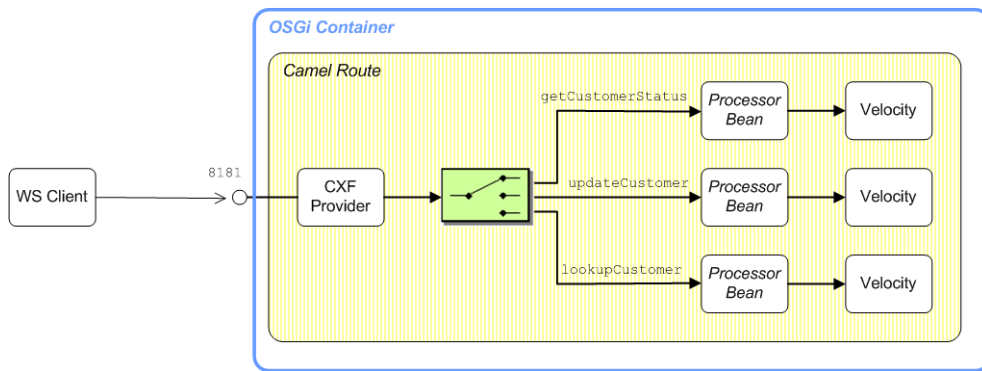 OSGi Container
Camel Route
getCustomerStatus
Processor
Bean
Velocity
8181
WS Client
CXF
Provider
updateCustomer
Processor
Bean
Velocity
lookupCustomer
Processor
Bean
Velocity